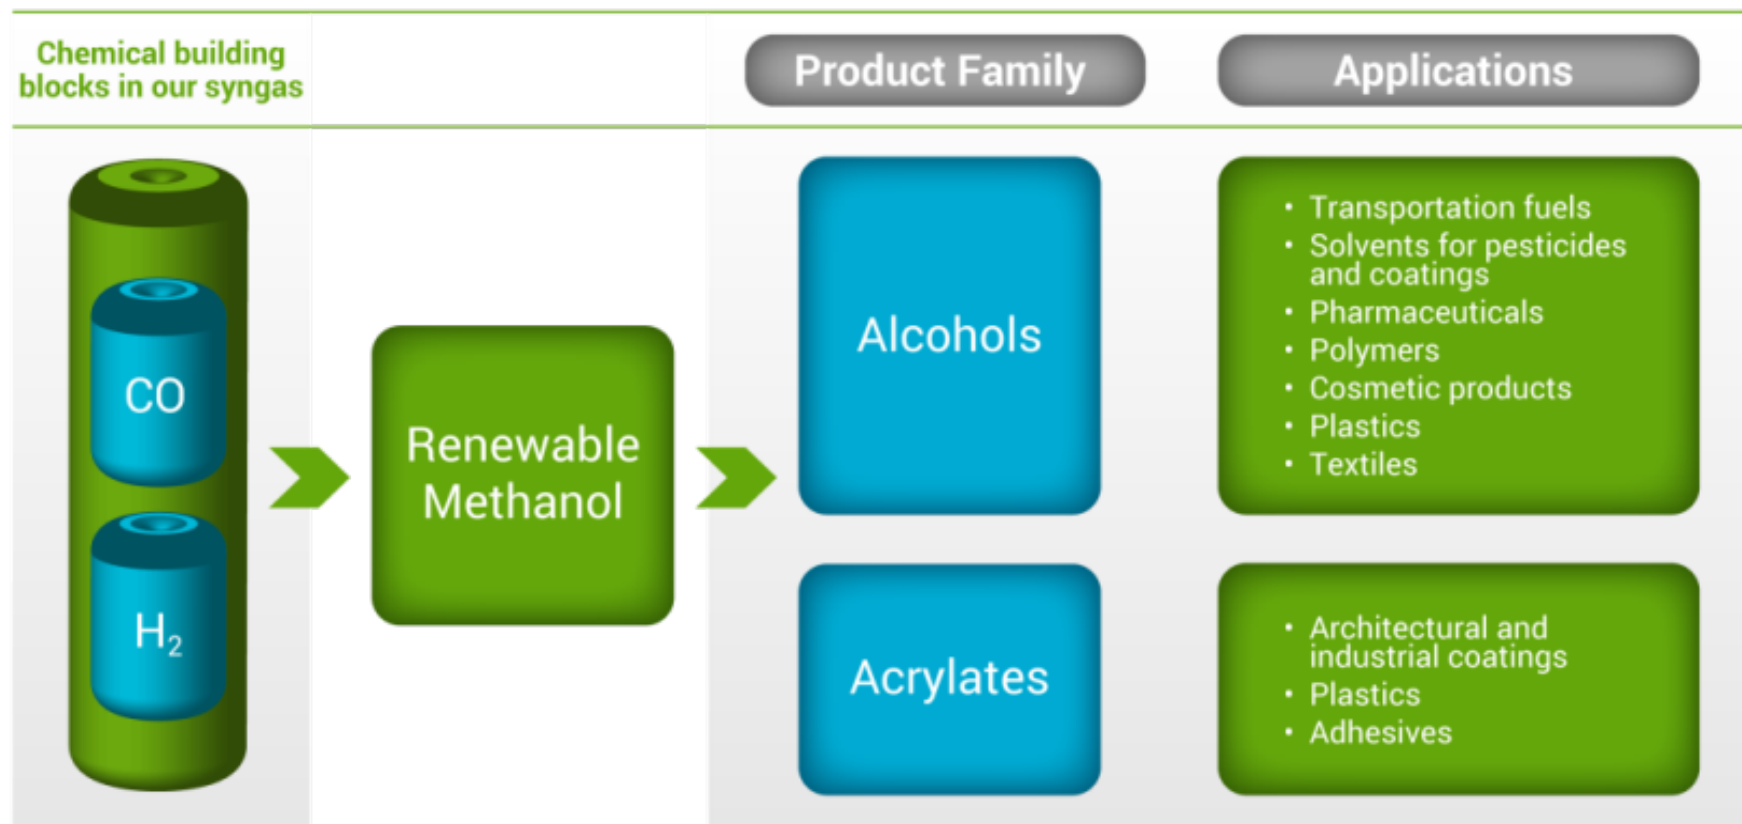 Chemical building
blocks in our syngas
Product Family
Applications
CO
H₂
Renewable
Methanol
Alcohols
• Transportation fuels
• Solvents for pesticides
and coatings
• Pharmaceuticals
• Polymers
• Cosmetic products
• Plastics
• Textiles
Acrylates
• Architectural and
industrial coatings
• Plastics
• Adhesives